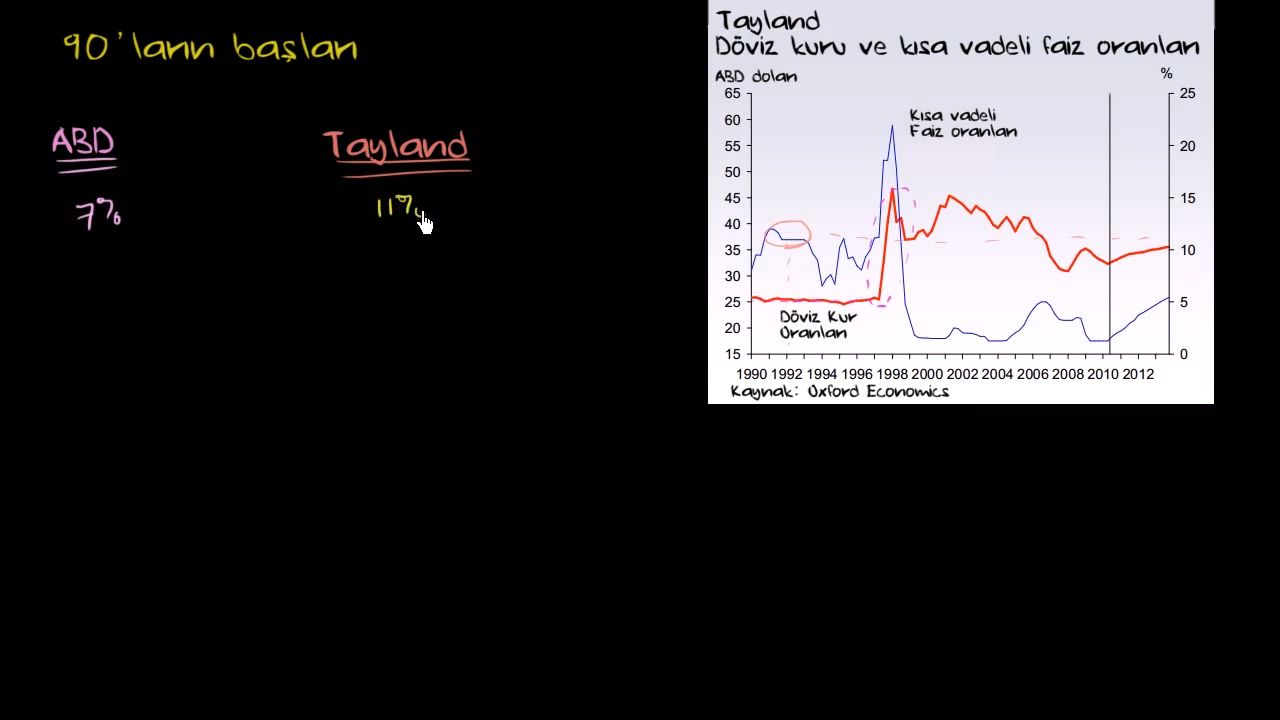 90'ların başları
ABD
Tayland
7%
11%
Tayland
Döviz kuru ve kısa vadeli faiz oranları
ABD doları
%
65
60
55
50
45
40
35
30
25
20
15
25
20
15
10
5
0
Kısa vadeli
Faiz oranları
Döviz Kur
Oranları
1990 1992 1994 1996 1998 2000 2002 2004 2006 2008 2010 2012
Kaynak: Oxford Economics